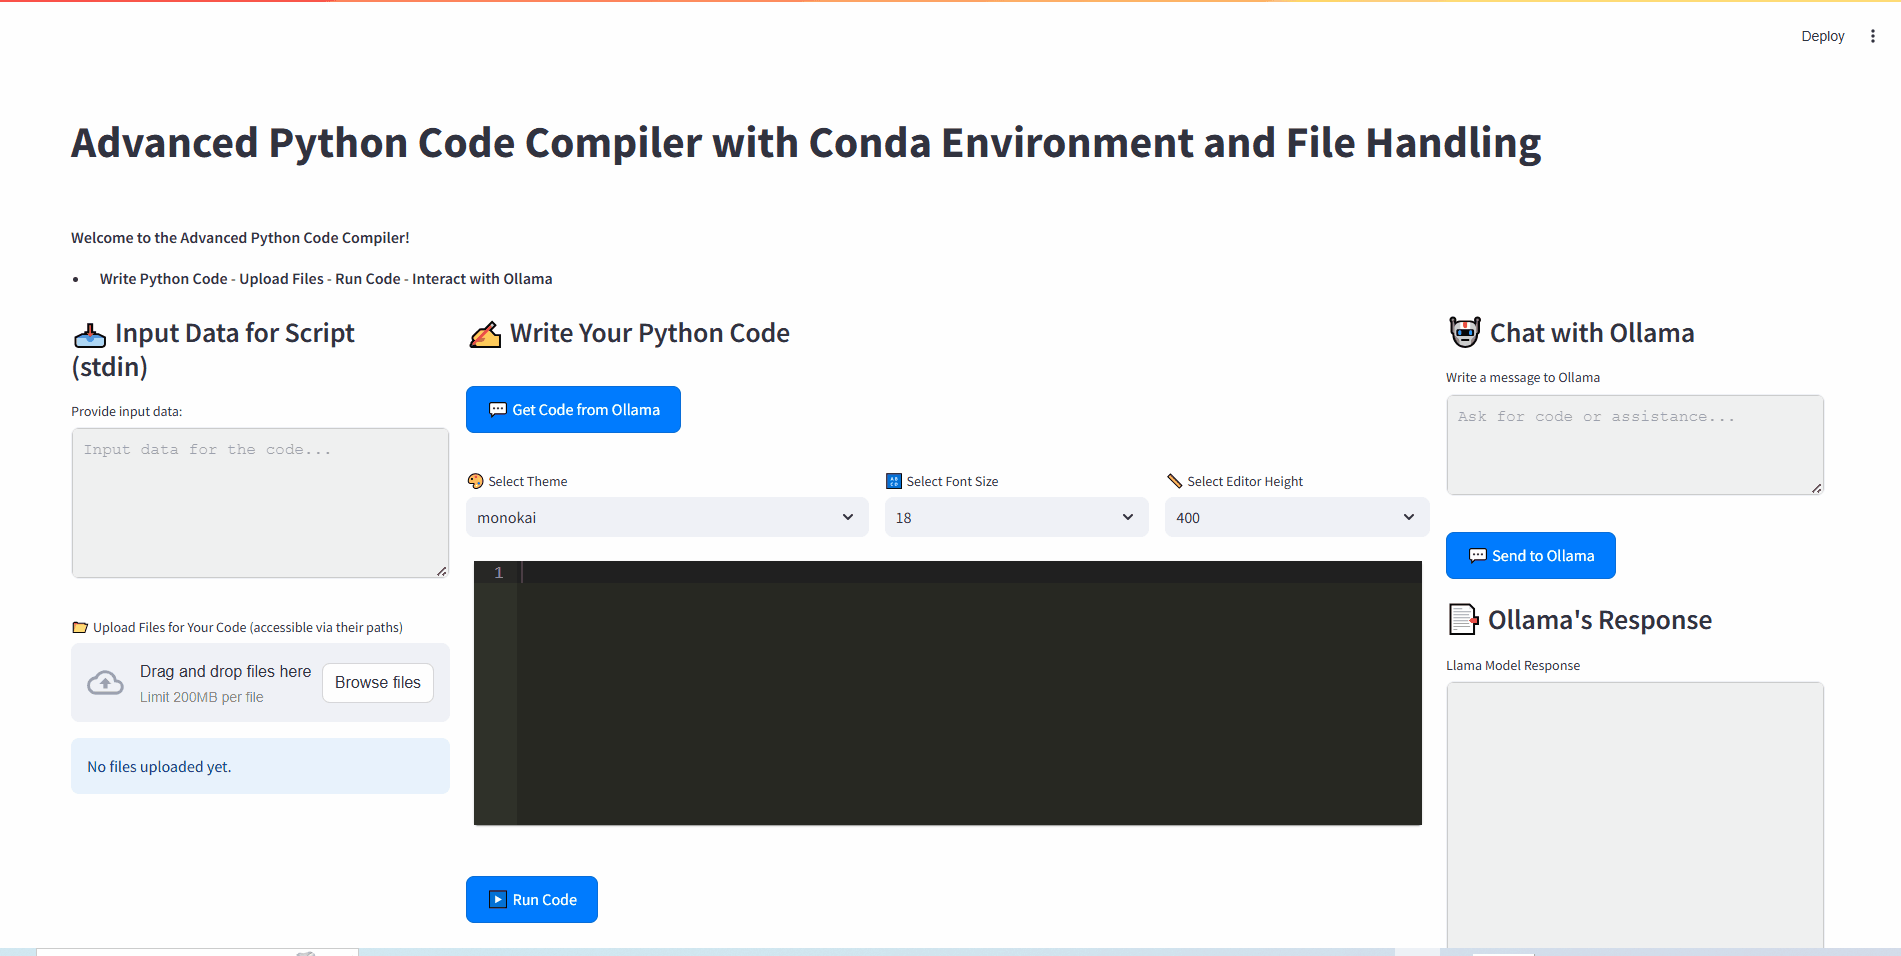 Deploy
Advanced Python Code Compiler with Conda Environment and File Handling
Welcome to the Advanced Python Code Compiler!
• Write Python Code - Upload Files - Run Code - Interact with Ollama
Input Data for Script
(stdin)
Provide input data:
Input data for the code...
Upload Files for Your Code (accessible via their paths)
Drag and drop files here
Limit 200MB per file
Browse files
No files uploaded yet.
Write Your Python Code
Get Code from Ollama
Select Theme
monokai
Select Font Size
18
Select Editor Height
400
1
Run Code
Chat with Ollama
Write a message to Ollama
Ask for code or assistance...
Send to Ollama
Ollama's Response
Llama Model Response